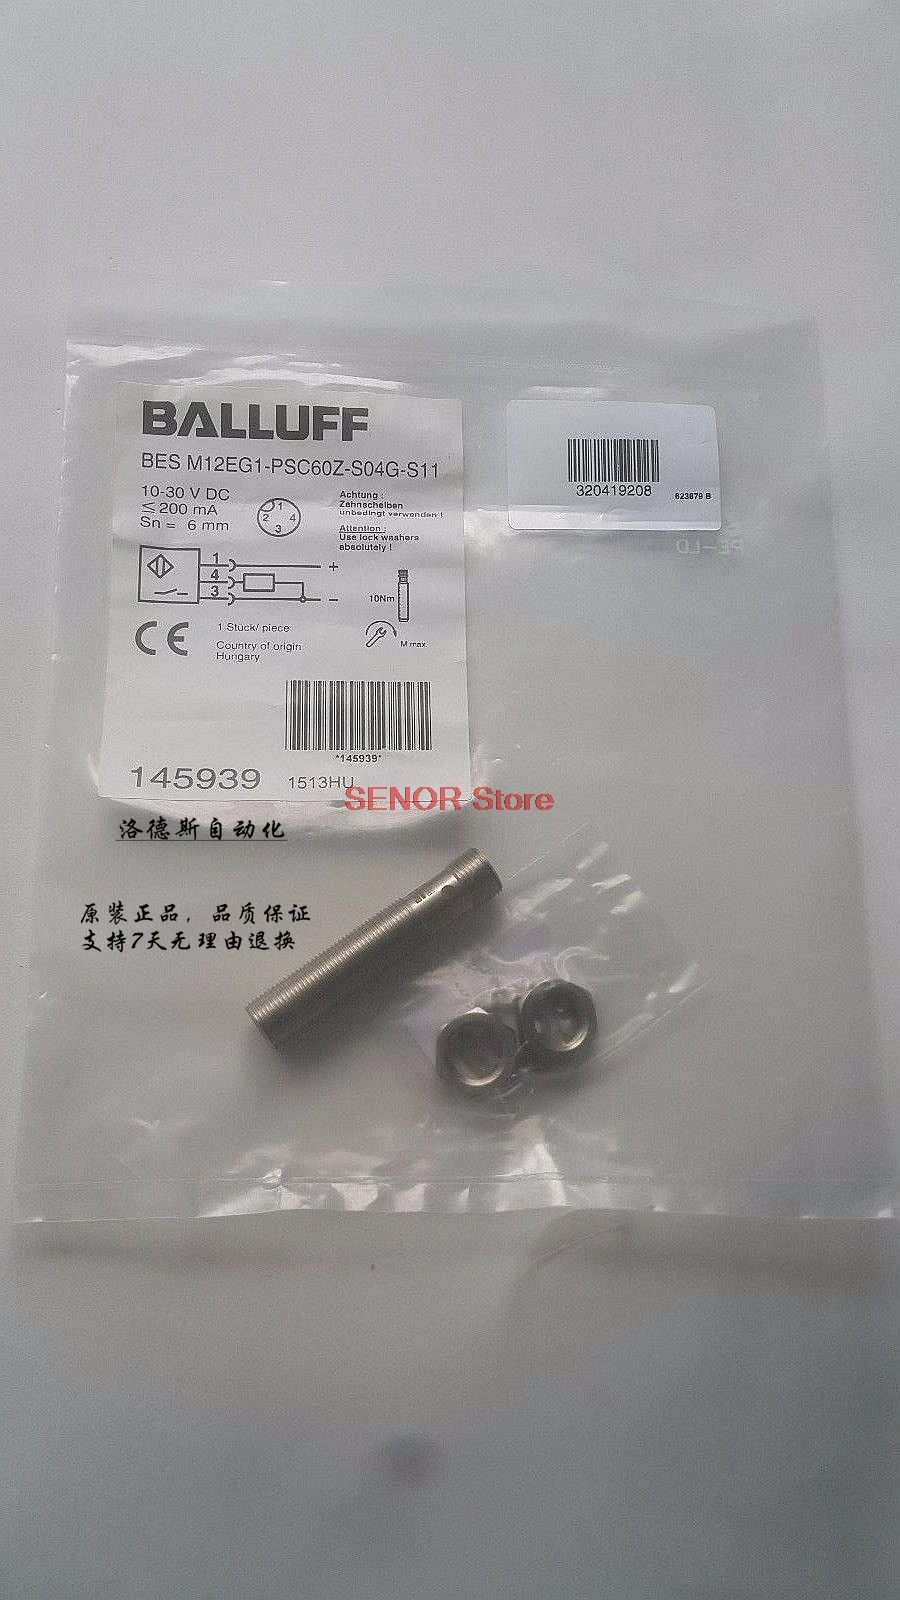 BALLUFF
BES M12EG1-PSC60Z-S04G-S11
10-30 V DC
≤200 mA
Sn = 6 mm
1
2 4
3
Achtung :
Zahnscheiben
unbedingt verwenden !
Attention :
Use lock washers
absolutely !
1 +
4
3 −
10Nm
M max.
CE
1 Stück/ piece
Country of origin
Hungary
*145939*
145939 1513HU
320419208
623879 B
PE-LD
SENOR Store
洛德斯自动化
原装正品，品质保证
支持7天无理由退换